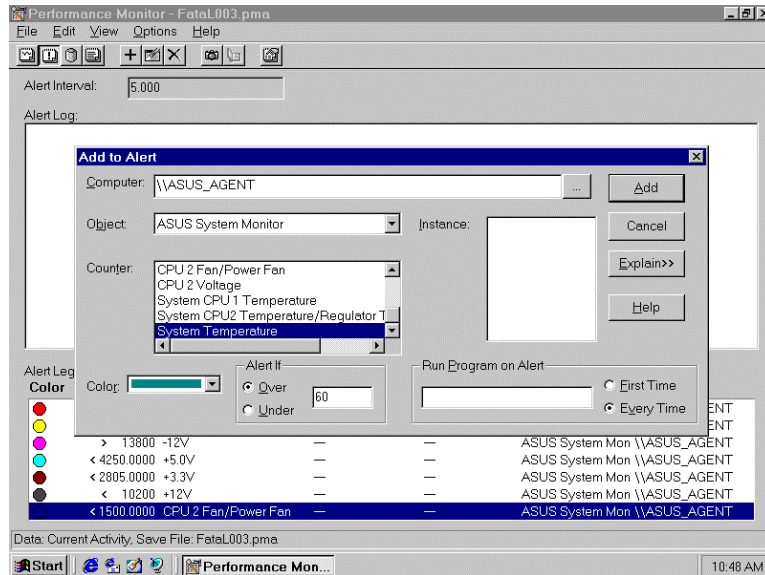 Performance Monitor - FataL003.pma
File Edit View Options Help
Alert Interval: 5.000
Alert Log:
Add to Alert
Computer: \\ASUS_AGENT ... Add
Object: ASUS System Monitor Instance: Cancel
Counter: CPU 2 Fan/Power Fan
CPU 2 Voltage
System CPU 1 Temperature
System CPU2 Temperature/Regulator T
System Temperature
Explain>>
Help
Color: Alert If
Over
Under
60
Run Program on Alert
First Time
Every Time
Alert Leg
Color
ENT
ENT
> 13800 -12V — — ASUS System Mon \\ASUS_AGENT
< 4250.0000 +5.0V — — ASUS System Mon \\ASUS_AGENT
< 2805.0000 +3.3V — — ASUS System Mon \\ASUS_AGENT
< 10200 +12V — — ASUS System Mon \\ASUS_AGENT
< 1500.0000 CPU 2 Fan/Power Fan — — ASUS System Mon \\ASUS_AGENT
Data: Current Activity, Save File: FataL003.pma
Start Performance Mon... 10:48 AM